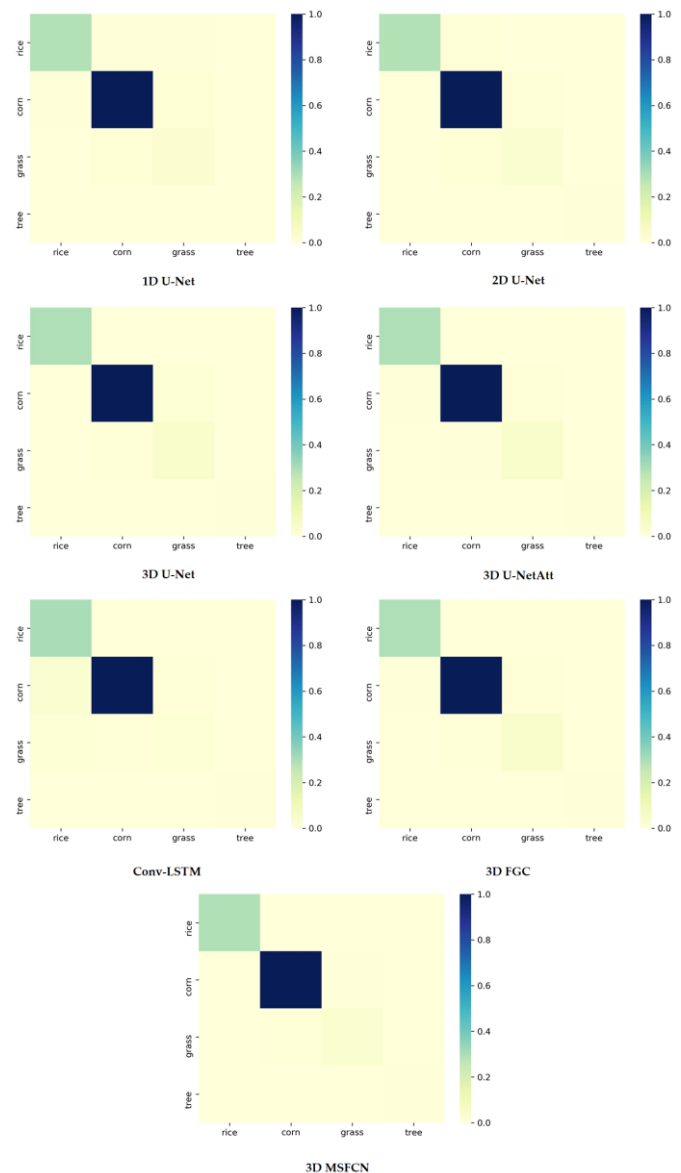 1.0
0.8
0.6
0.4
0.2
0.0
rice
corn
grass
tree
rice corn grass tree
1D U-Net
1.0
0.8
0.6
0.4
0.2
0.0
rice
corn
grass
tree
rice corn grass tree
2D U-Net
1.0
0.8
0.6
0.4
0.2
0.0
rice
corn
grass
tree
rice corn grass tree
3D U-Net
1.0
0.8
0.6
0.4
0.2
0.0
rice
corn
grass
tree
rice corn grass tree
3D U-NetAtt
1.0
0.8
0.6
0.4
0.2
0.0
rice
corn
grass
tree
rice corn grass tree
Conv-LSTM
1.0
0.8
0.6
0.4
0.2
0.0
rice
corn
grass
tree
rice corn grass tree
3D FGC
1.0
0.8
0.6
0.4
0.2
0.0
rice
corn
grass
tree
rice corn grass tree
3D MSFCN